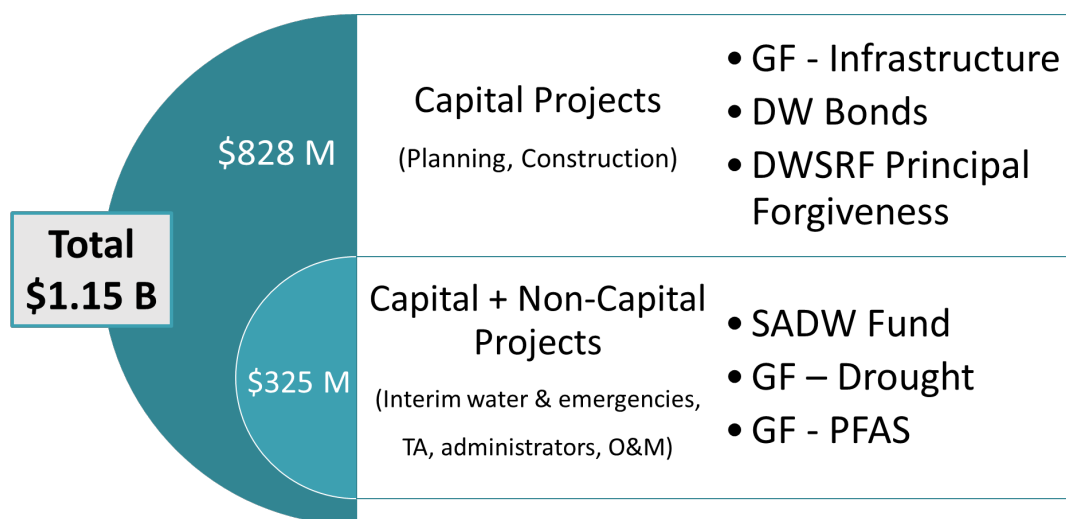 Total
$1.15 B
$828 M
Capital Projects
(Planning, Construction)
• GF - Infrastructure
• DW Bonds
• DWSRF Principal
Forgiveness
$325 M
Capital + Non-Capital
Projects
(Interim water & emergencies,
TA, administrators, O&M)
• SADW Fund
• GF – Drought
• GF - PFAS